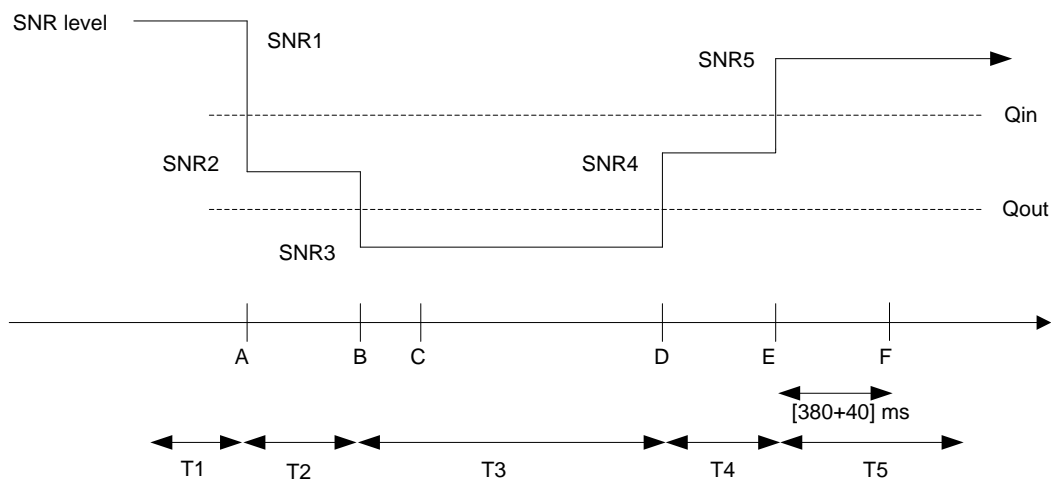 SNR level
SNR1
SNR5
Qin
SNR2
SNR4
Qout
SNR3
A B C D E F
[380+40] ms
T1 T2 T3 T4 T5